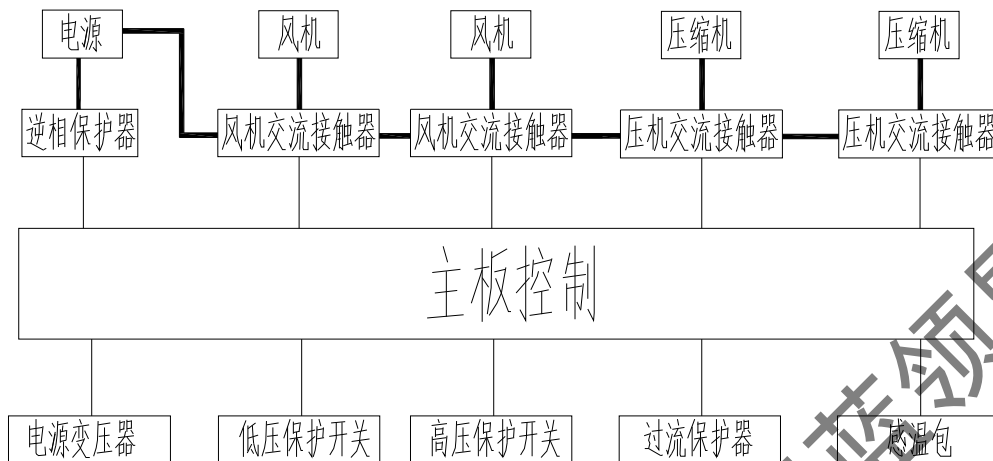 电源 风机 风机 压缩机 压缩机
逆相保护器 风机交流接触器 风机交流接触器 压机交流接触器 压机交流接触器
主板控制
电源变压器 低压保护开关 高压保护开关 过流保护器 感温包
蓝领